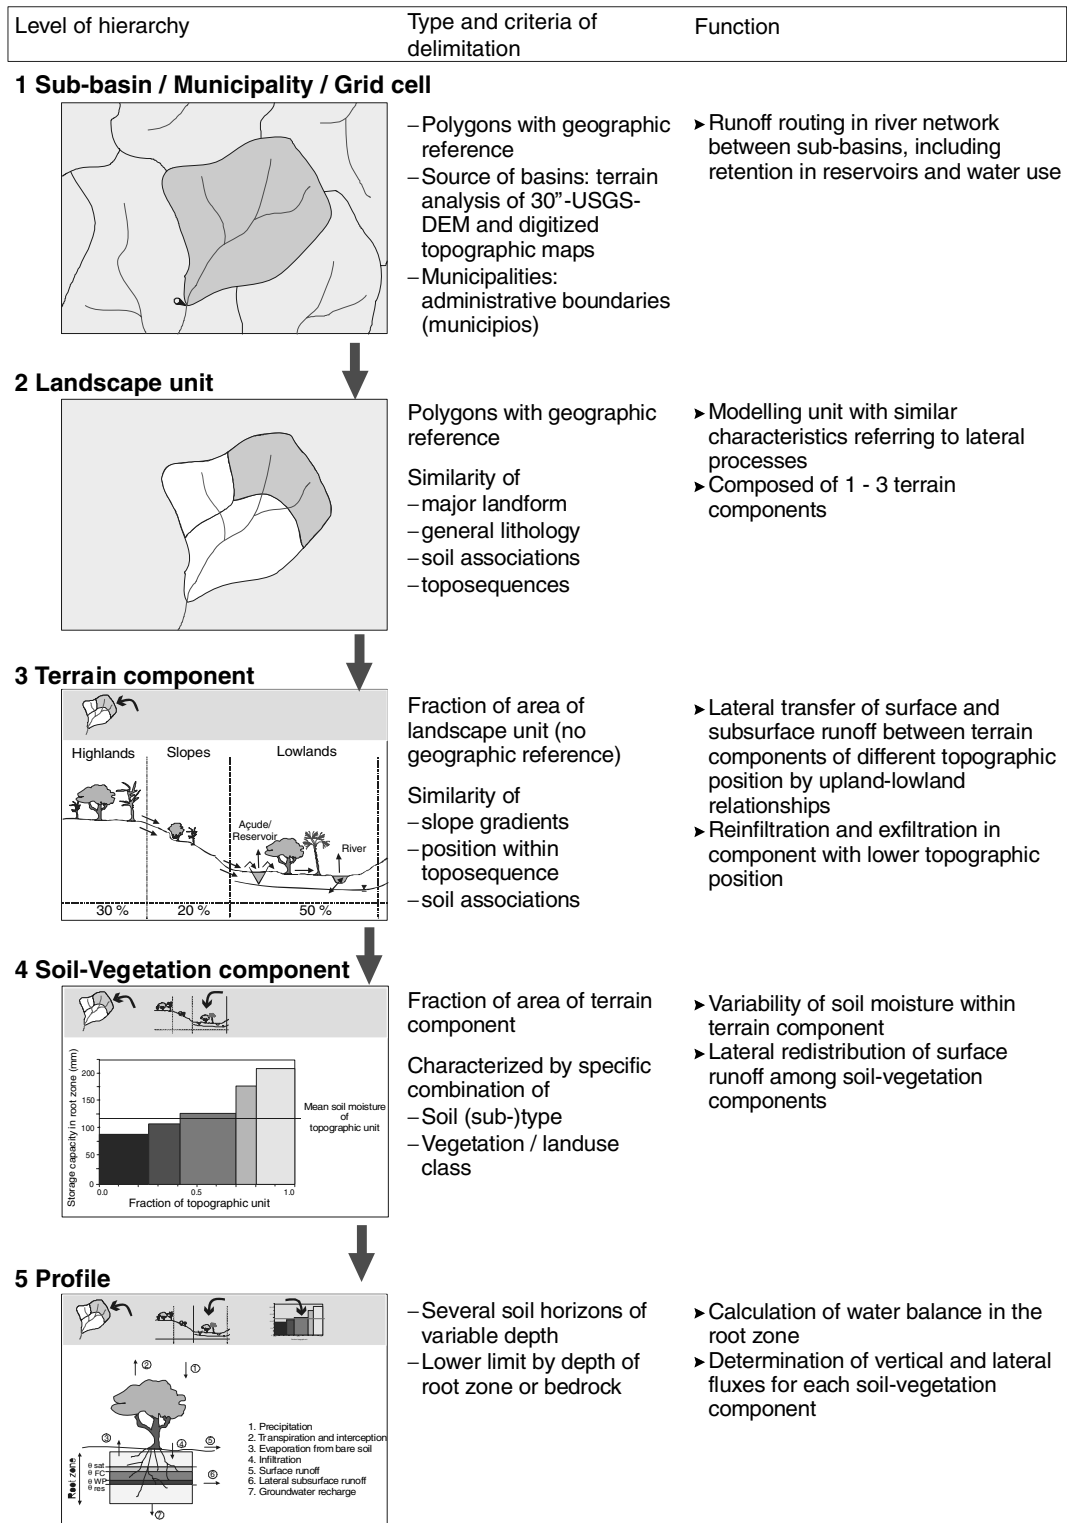 Level of hierarchy
Type and criteria of
delimitation
Function
1 Sub-basin / Municipality / Grid cell
–Polygons with geographic
reference
–Source of basins: terrain
analysis of 30”-USGS-
DEM and digitized
topographic maps
–Municipalities:
administrative boundaries
(municipios)
➤Runoff routing in river network
between sub-basins, including
retention in reservoirs and water use
2 Landscape unit
Polygons with geographic
reference
Similarity of
–major landform
–general lithology
–soil associations
–toposequences
➤Modelling unit with similar
characteristics referring to lateral
processes
➤Composed of 1 - 3 terrain
components
3 Terrain component
Highlands
Slopes
Lowlands
Açude/
Reservoir
River
30 %
20 %
50 %
Fraction of area of
landscape unit (no
geographic reference)
Similarity of
–slope gradients
–position within
toposequence
–soil associations
➤Lateral transfer of surface and
subsurface runoff between terrain
components of different topographic
position by upland-lowland
relationships
➤Reinfiltration and exfiltration in
component with lower topographic
position
4 Soil-Vegetation component
Storage capacity in root zone (mm)
200
150
100
50
0
0.0
0.5
1.0
Fraction of topographic unit
Mean soil moisture
of
topographic unit
Fraction of area of terrain
component
Characterized by specific
combination of
–Soil (sub-)type
–Vegetation / landuse
class
➤Variability of soil moisture within
terrain component
➤Lateral redistribution of surface
runoff among soil-vegetation
components
5 Profile
②
①
③
④
⑤
⑥
⑦
Root zone
θ sat
θ FC
θ WP
θ res
1. Precipitation
2. Transpiration and interception
3. Evaporation from bare soil
4. Infiltration
5. Surface runoff
6. Lateral subsurface runoff
7. Groundwater recharge
–Several soil horizons of
variable depth
–Lower limit by depth of
root zone or bedrock
➤Calculation of water balance in the
root zone
➤Determination of vertical and lateral
fluxes for each soil-vegetation
component